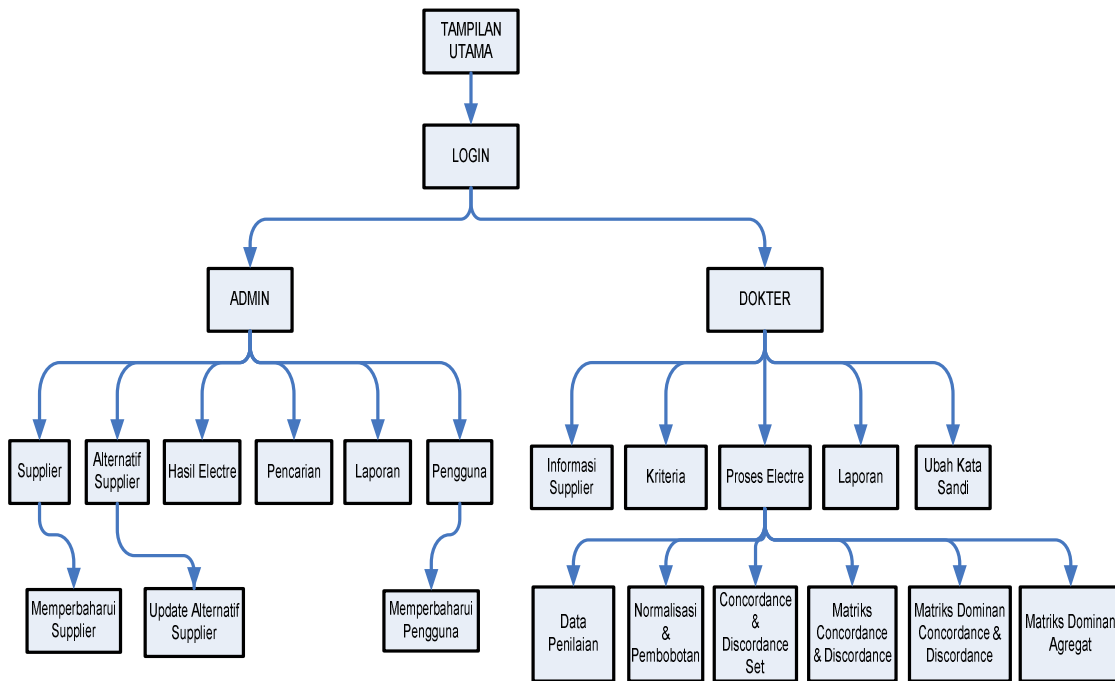 TAMPILAN
UTAMA
LOGIN
ADMIN
DOKTER
Supplier
Alternatif
Supplier
Hasil Electre
Pencarian
Laporan
Pengguna
Informasi
Supplier
Kriteria
Proses Electre
Laporan
Ubah Kata
Sandi
Memperbaharui
Supplier
Update Alternatif
Supplier
Memperbaharui
Pengguna
Data
Penilaian
Normalisasi
&
Pembobotan
Concordance
&
Discordance
Set
Matriks
Concordance
& Discordance
Matriks Dominan
Concordance &
Discordance
Matriks Dominan
Agregat